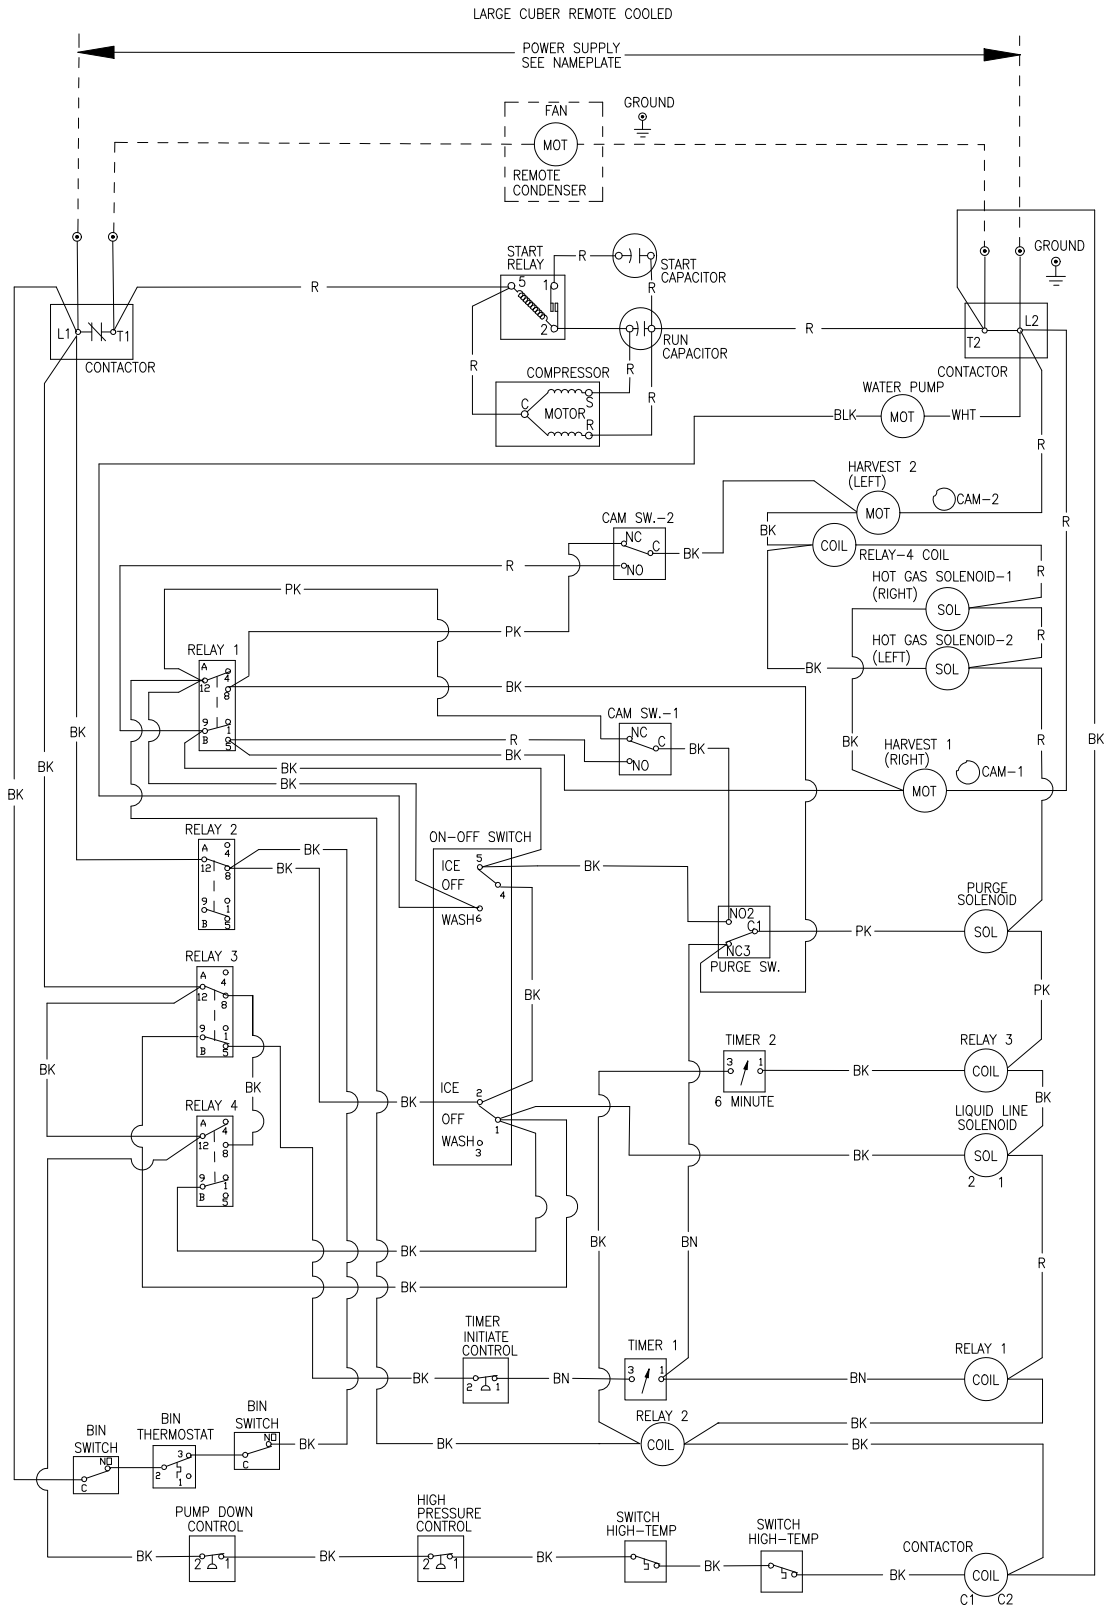 LARGE CUBER REMOTE COOLED
POWER SUPPLY
SEE NAMEPLATE
FAN
MOT
REMOTE
CONDENSER
GROUND
GROUND
START
RELAY
5
1
2
R
START
CAPACITOR
R
R
R
RUN
CAPACITOR
L1
T1
CONTACTOR
L2
T2
CONTACTOR
COMPRESSOR
R
R
R
C
MOTOR
S
R
WATER PUMP
BLK
MOT
WHT
R
HARVEST 2
(LEFT)
MOT
CAM-2
BK
R
CAM SW.-2
NC
C
NO
BK
R
COIL
RELAY-4 COIL
R
HOT GAS SOLENOID-1
(RIGHT)
SOL
PK
PK
HOT GAS SOLENOID-2
(LEFT)
R
BK
SOL
RELAY 1
A
4
12
8
9
1
B
5
BK
CAM SW.-1
NC
C
NO
BK
R
BK
BK
BK
BK
BK
BK
BK
HARVEST 1
(RIGHT)
MOT
CAM-1
R
BK
RELAY 2
A
4
12
8
9
1
B
5
BK
BK
ON-OFF SWITCH
ICE
5
OFF
4
WASH
6
BK
PURGE
SOLENOID
SOL
PK
NO2
C1
NC3
PURGE SW.
RELAY 3
A
4
12
8
9
1
B
5
BK
PK
TIMER 2
3
1
6 MINUTE
BK
RELAY 3
COIL
BK
BK
BK
RELAY 4
A
4
12
8
9
1
B
5
BK
ICE
2
OFF
1
WASH
3
LIQUID LINE
SOLENOID
SOL
2
1
BK
BK
BK
BK
BN
R
TIMER
INITIATE
CONTROL
2
1
BK
BN
TIMER 1
3
1
BN
RELAY 1
COIL
BK
RELAY 2
COIL
BK
BK
BIN
SWITCH
NO
C
BIN
THERMOSTAT
3
2
1
BIN
SWITCH
NO
C
BK
PUMP DOWN
CONTROL
2
1
BK
BK
HIGH
PRESSURE
CONTROL
2
1
BK
SWITCH
HIGH-TEMP
BK
SWITCH
HIGH-TEMP
BK
CONTACTOR
COIL
C1
C2